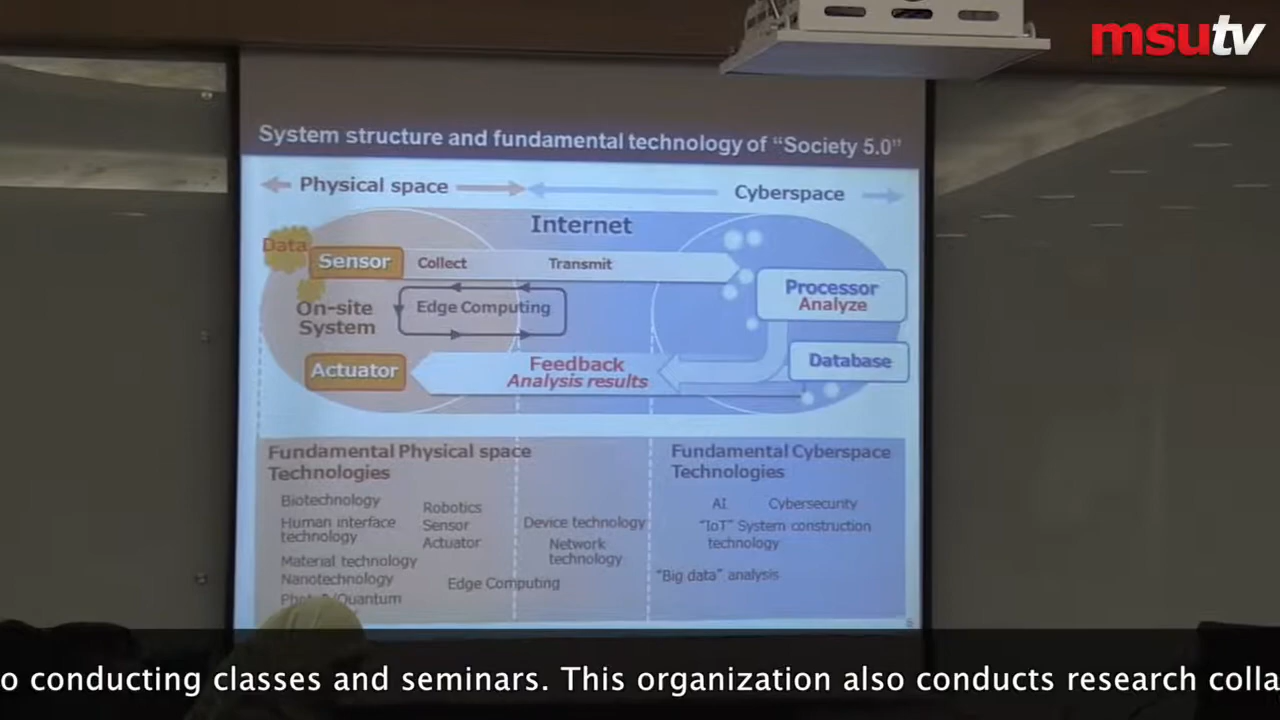 msutv
System structure and fundamental technology of "Society 5.0"
Physical space
Cyberspace
Internet
Data
Sensor
Collect
Transmit
Processor
Analyze
On-site
System
Edge Computing
Database
Actuator
Feedback
Analysis results
Fundamental Physical space
Technologies
Biotechnology
Human interface
technology
Material technology
Nanotechnology
/Quantum
Robotics
Sensor
Actuator
Edge Computing
Device technology
Network
technology
Fundamental Cyberspace
Technologies
AI Cybersecurity
"IoT" System construction
technology
"Big data" analysis
o conducting classes and seminars. This organization also conducts research colla